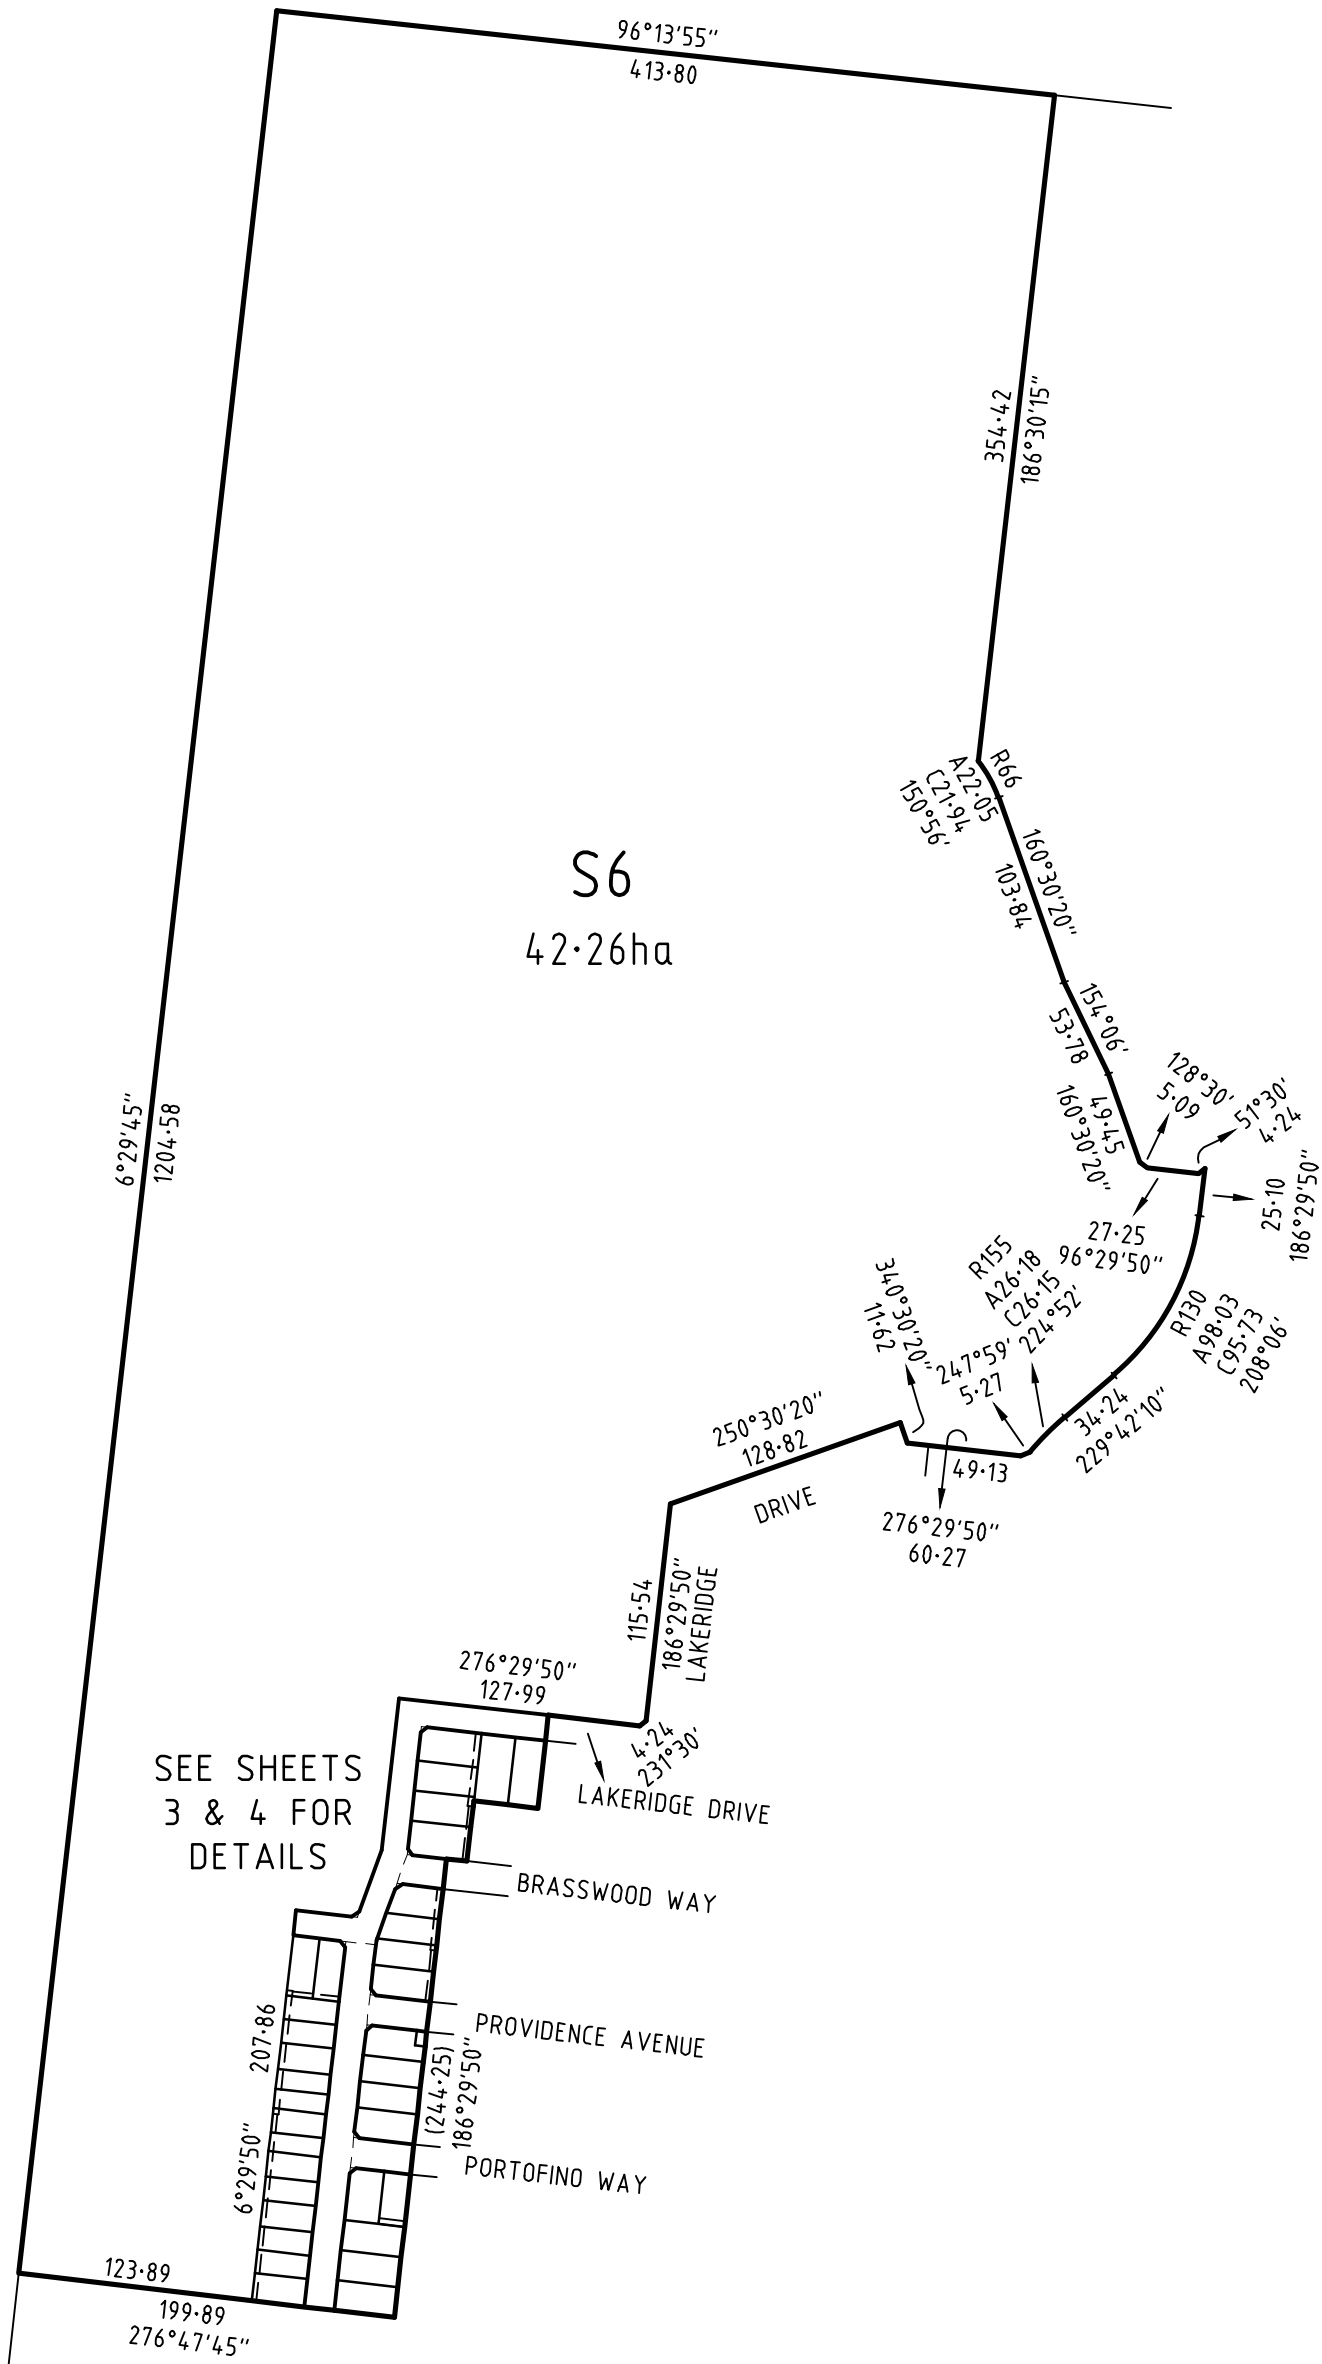 96°13'55"
413·80
354·42
186°30'15"
R66
A22·05
C21·94
150°56'
160°30'20"
103·84
S6
42·26ha
154°06'
53·78
49·45
160°30'20"
128°30'
5·09
51°30'
4·24
6°29'45"
1204·58
25·10
186°29'50"
27·25
96°29'50"
R155
A26·18
C26·15
224°52'
340°30'20"
11·62
247°59'
5·27
R130
A98·03
C95·73
208°06'
34·24
229°42'10"
250°30'20"
128·82
DRIVE
49·13
276°29'50"
60·27
115·54
186°29'50"
LAKERIDGE
276°29'50"
127·99
4·24
231°30'
SEE SHEETS
3 & 4 FOR
DETAILS
LAKERIDGE DRIVE
BRASSWOOD WAY
PROVIDENCE AVENUE
207·86
6°29'50"
(244·25)
186°29'50"
PORTOFINO WAY
123·89
199·89
276°47'45"